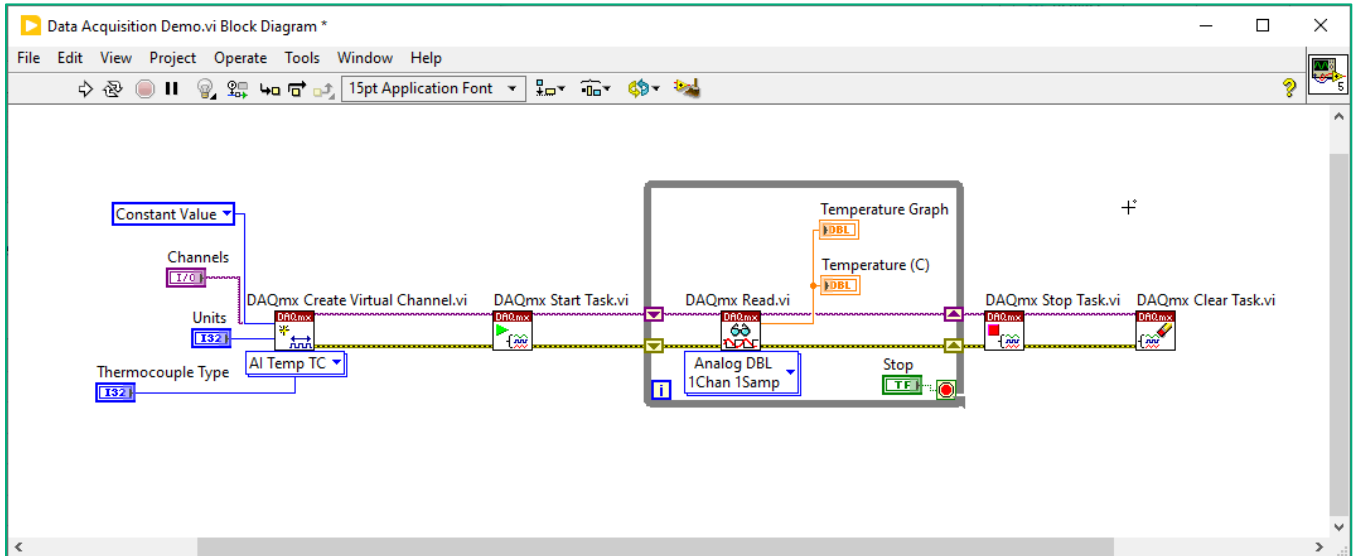 Data Acquisition Demo.vi Block Diagram *
File Edit View Project Operate Tools Window Help
15pt Application Font
5
Constant Value
Temperature Graph
DBL
Channels
I/O
Temperature (C)
DBL
DAQmx Create Virtual Channel.vi DAQmx Start Task.vi DAQmx Read.vi DAQmx Stop Task.vi DAQmx Clear Task.vi
DAQmx DAQmx DAQmx DAQmx DAQmx
Units
I32
AI Temp TC
Analog DBL
1Chan 1Samp
Stop
TF
i
Thermocouple Type
I32